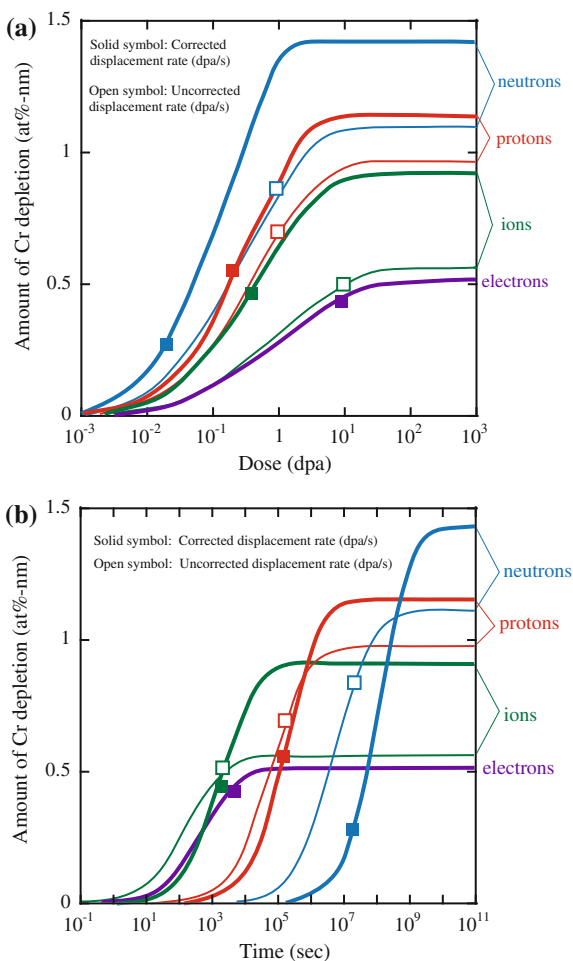 (a)
Solid symbol: Corrected
displacement rate (dpa/s)
Open symbol: Uncorrected
displacement rate (dpa/s)
Amount of Cr depletion (at%-nm)
1.5
1
0.5
0
neutrons
protons
ions
electrons
10⁻³ 10⁻² 10⁻¹ 1 10¹ 10² 10³
Dose (dpa)
(b)
Solid symbol: Corrected displacement rate (dpa/s)
Open symbol: Uncorrected displacement rate (dpa/s)
Amount of Cr depletion (at%-nm)
1.5
1
0.5
0
neutrons
protons
ions
electrons
10⁻¹ 10¹ 10³ 10⁵ 10⁷ 10⁹ 10¹¹
Time (sec)